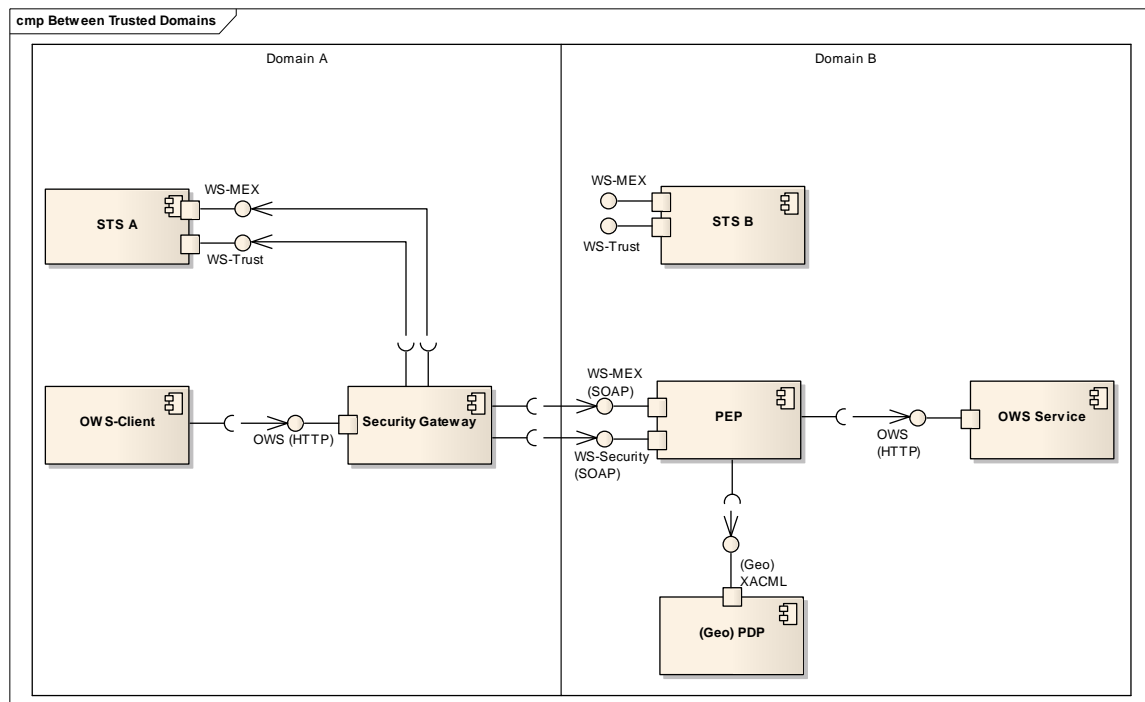 cmp Between Trusted Domains
Domain A
Domain B
WS-MEX
STS A
WS-Trust
WS-MEX
STS B
WS-Trust
OWS-Client
OWS (HTTP)
Security Gateway
WS-MEX
(SOAP)
WS-Security
(SOAP)
PEP
OWS
(HTTP)
OWS Service
(Geo)
XACML
(Geo) PDP